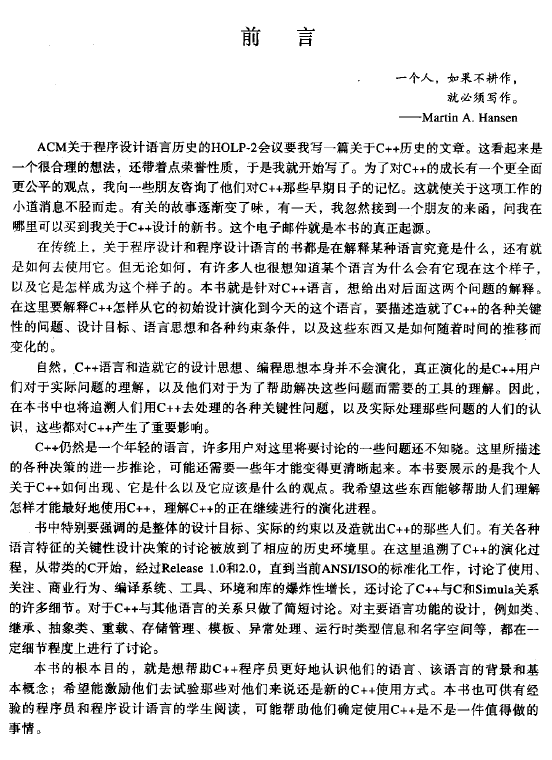 前 言
一个人，如果不耕作，
就必须写作。
——Martin A. Hansen
ACM关于程序设计语言历史的HOLP-2会议要我写一篇关于C++历史的文章。这看起来是
一个很合理的想法，还带着点荣誉性质，于是我就开始写了。为了对C++的成长有一个更全面
更公平的观点，我向一些朋友咨询了他们对C++那些早期日子的记忆。这就使关于这项工作的
小道消息不胫而走。有关的故事逐渐变了味，有一天，我忽然接到一个朋友的来函，问我在
哪里可以买到我关于C++设计的新书。这个电子邮件就是本书的真正起源。
在传统上，关于程序设计和程序设计语言的书都是在解释某种语言究竟是什么，还有就
是如何去使用它。但无论如何，有许多人也很想知道某个语言为什么会有它现在这个样子，
以及它是怎样成为这个样子的。本书就是针对C++语言，想给出对后面这两个问题的解释。
在这里要解释C++怎样从它的初始设计演化到今天的这个语言，要描述造就了C++的各种关键
性的问题、设计目标、语言思想和各种约束条件，以及这些东西又是如何随着时间的推移而
变化的。
自然，C++语言和造就它的设计思想、编程思想本身并不会演化，真正演化的是C++用户
们对于实际问题的理解，以及他们对于为了帮助解决这些问题而需要的工具的理解。因此，
在本书中也将追溯人们用C++去处理的各种关键性问题，以及实际处理那些问题的人们的认
识，这些都对C++产生了重要影响。
C++仍然是一个年轻的语言，许多用户对这里将要讨论的一些问题还不知晓。这里所描述
的各种决策的进一步推论，可能还需要一些年才能变得更清晰起来。本书要展示的是我个人
关于C++如何出现、它是什么以及它应该是什么的观点。我希望这些东西能够帮助人们理解
怎样才能最好地使用C++，理解C++的正在继续进行的演化进程。
书中特别要强调的是整体的设计目标、实际的约束以及造就出C++的那些人们。有关各种
语言特征的关键性设计决策的讨论被放到了相应的历史环境里。在这里追溯了C++的演化过
程，从带类的C开始，经过Release 1.0和2.0，直到当前ANSI/ISO的标准化工作，讨论了使用、
关注、商业行为、编译系统、工具、环境和库的爆炸性增长，还讨论了C++与C和Simula关系
的许多细节。对于C++与其他语言的关系只做了简短讨论。对主要语言功能的设计，例如类、
继承、抽象类、重载、存储管理、模板、异常处理、运行时类型信息和名字空间等，都在一
定细节程度上进行了讨论。
本书的根本目的，就是想帮助C++程序员更好地认识他们的语言、该语言的背景和基
本概念；希望能激励他们去试验那些对他们来说还是新的C++使用方式。本书也可供有经
验的程序员和程序设计语言的学生阅读，可能帮助他们确定使用C++是不是一件值得做的
事情。